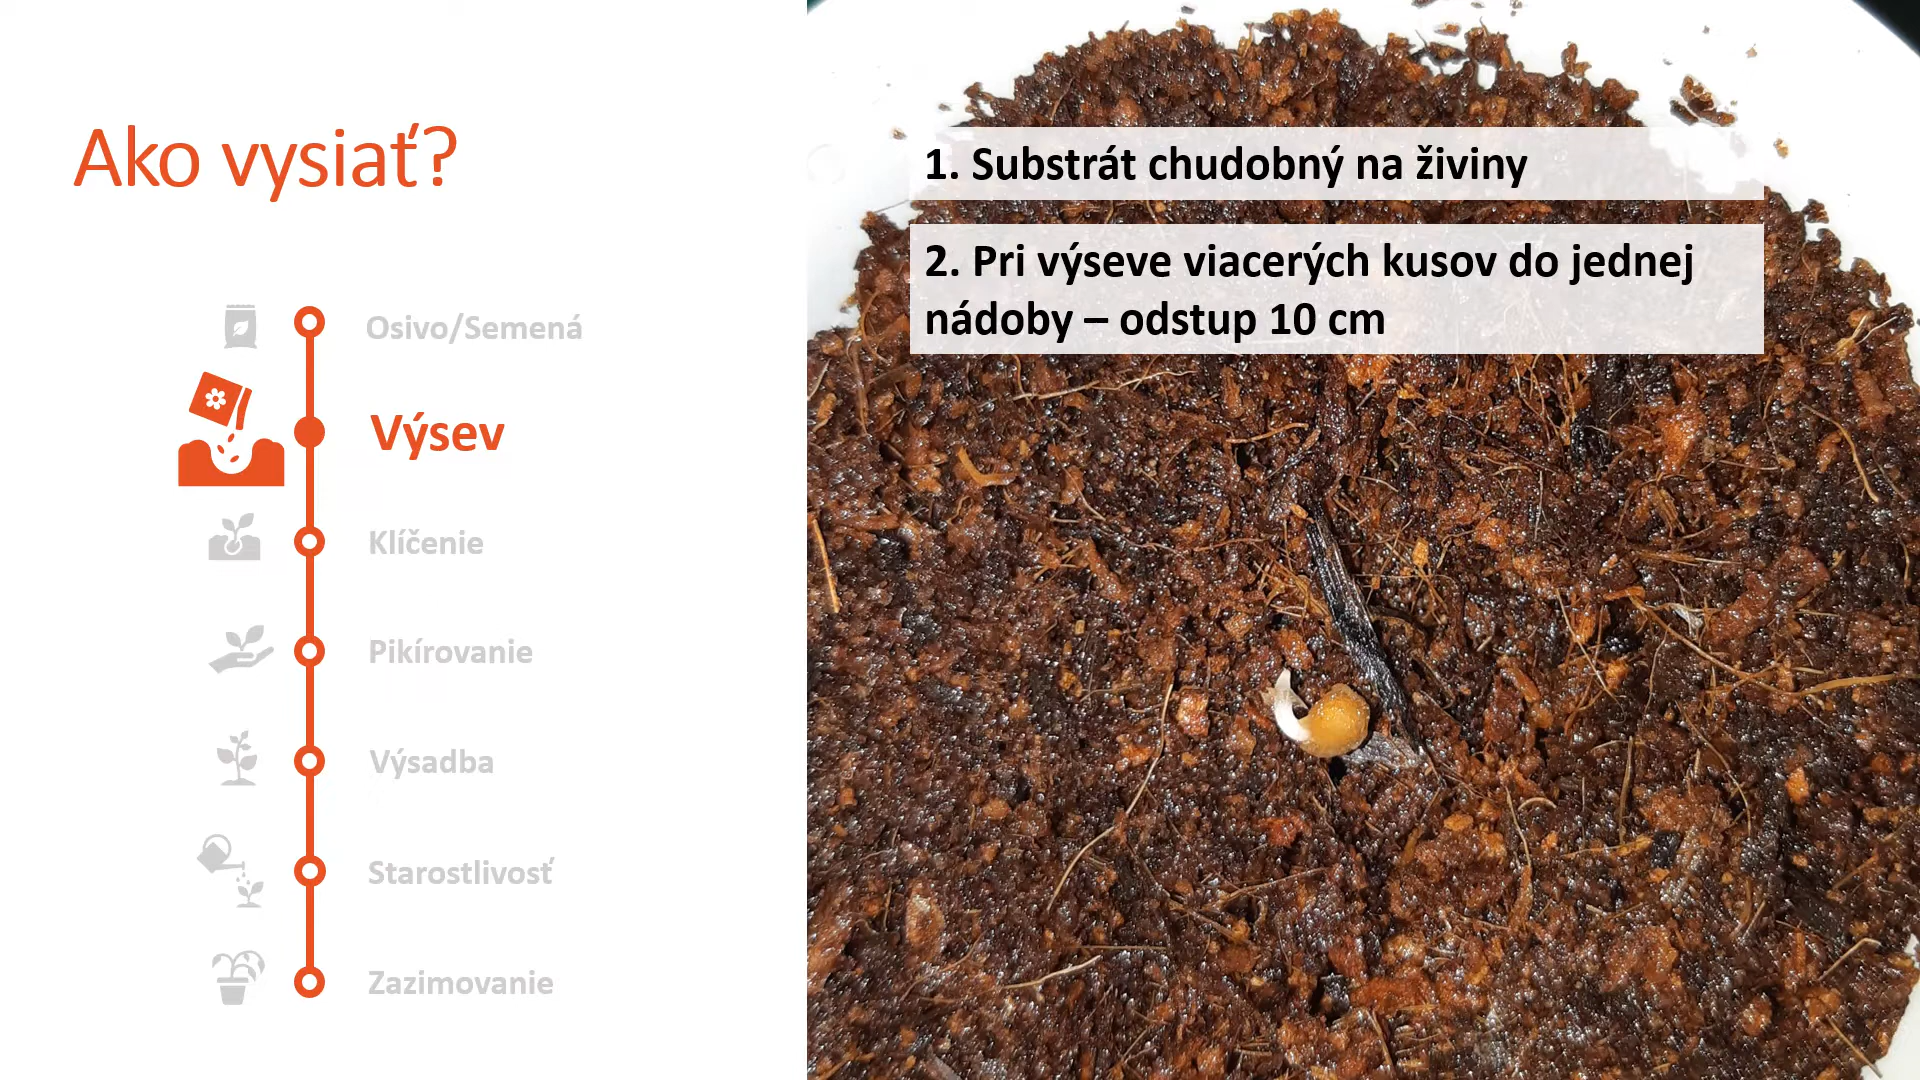 Ako vysiať?
Osivo/Semená
Výsev
Klíčenie
Pikírovanie
Výsadba
Starostlivosť
Zazimovanie
1. Substrát chudobný na živiny
2. Pri výseve viacerých kusov do jednej
nádoby – odstup 10 cm